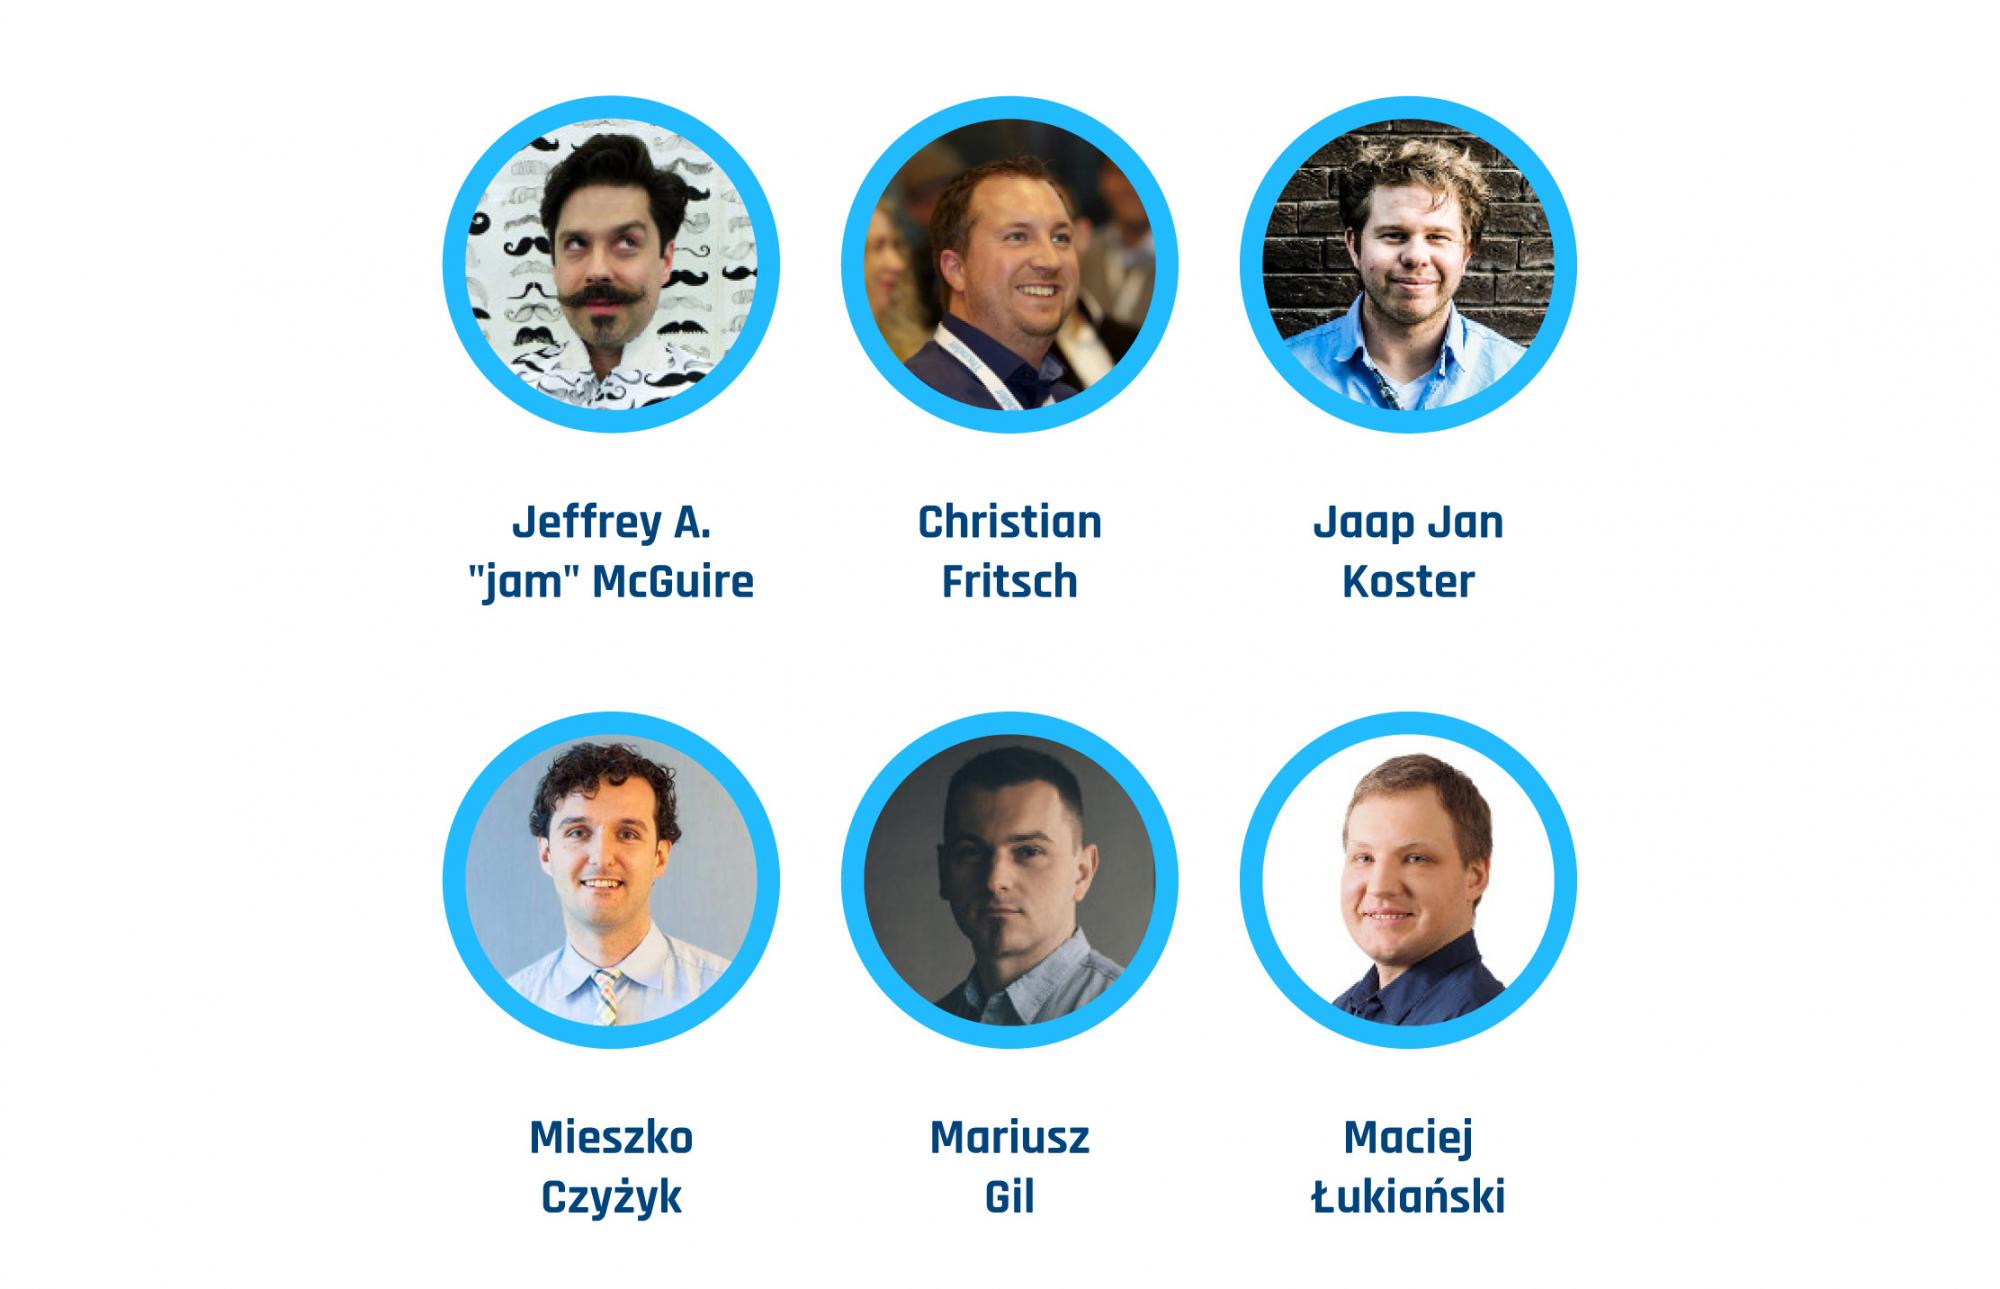 Jeffrey A.
"jam" McGuire
Christian
Fritsch
Jaap Jan
Koster
Mieszko
Czyżyk
Mariusz
Gil
Maciej
Łukiański